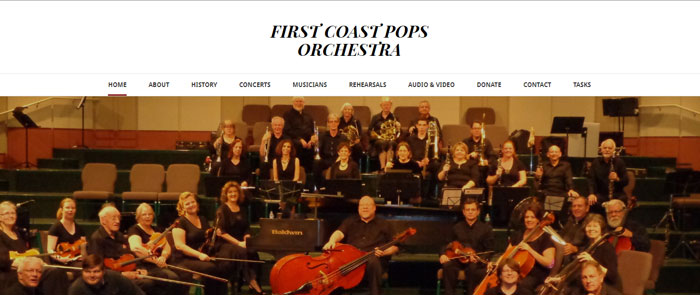 FIRST COAST POPS
ORCHESTRA
HOME ABOUT HISTORY CONCERTS MUSICIANS REHEARSALS AUDIO & VIDEO DONATE CONTACT TASKS
Baldwin